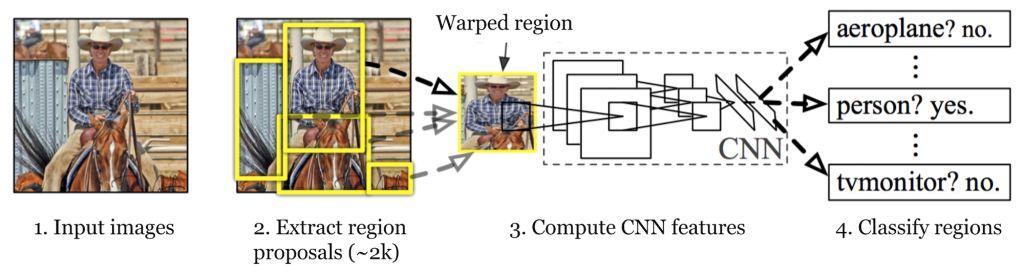 Warped region
aeroplane? no.
person? yes.
CNN
tvmonitor? no.
1. Input images
2. Extract region
proposals (~2k)
3. Compute CNN features
4. Classify regions